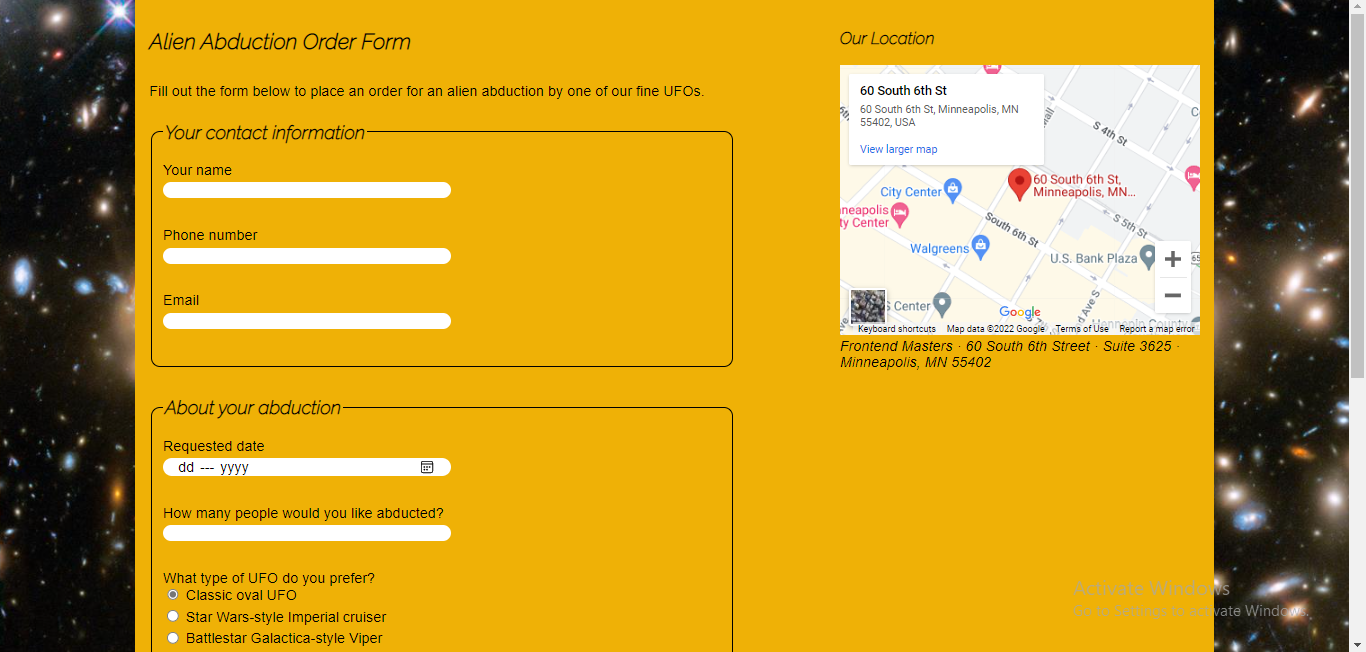 Alien Abduction Order Form
Fill out the form below to place an order for an alien abduction by one of our fine UFOs.
Your contact information
Your name
Phone number
Email
About your abduction
Requested date
dd --- yyyy
How many people would you like abducted?
What type of UFO do you prefer?
Classic oval UFO
Star Wars-style Imperial cruiser
Battlestar Galactica-style Viper
Our Location
60 South 6th St
60 South 6th St, Minneapolis, MN
55402, USA
View larger map
S 4th St
60 South 6th St,
Minneapolis, MN...
City Center
neapolis
ty Center
South 6th St
S 5th St
Walgreens
U.S. Bank Plaza
65
S Center
Google
Keyboard shortcuts Map data ©2022 Google Terms of Use Report a map error
Frontend Masters · 60 South 6th Street · Suite 3625 ·
Minneapolis, MN 55402
Activate Windows
Go to Settings to activate Windows.